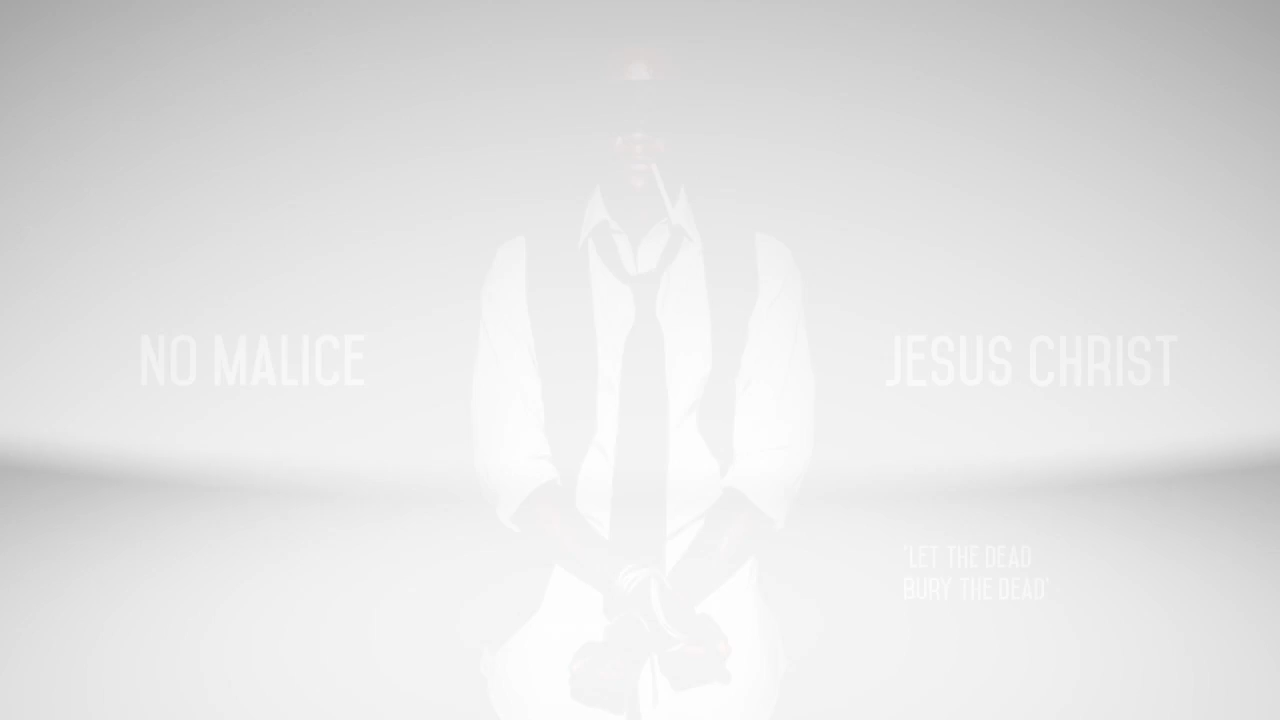 NO MALICE
JESUS CHRIST
'LET THE DEAD
BURY THE DEAD'